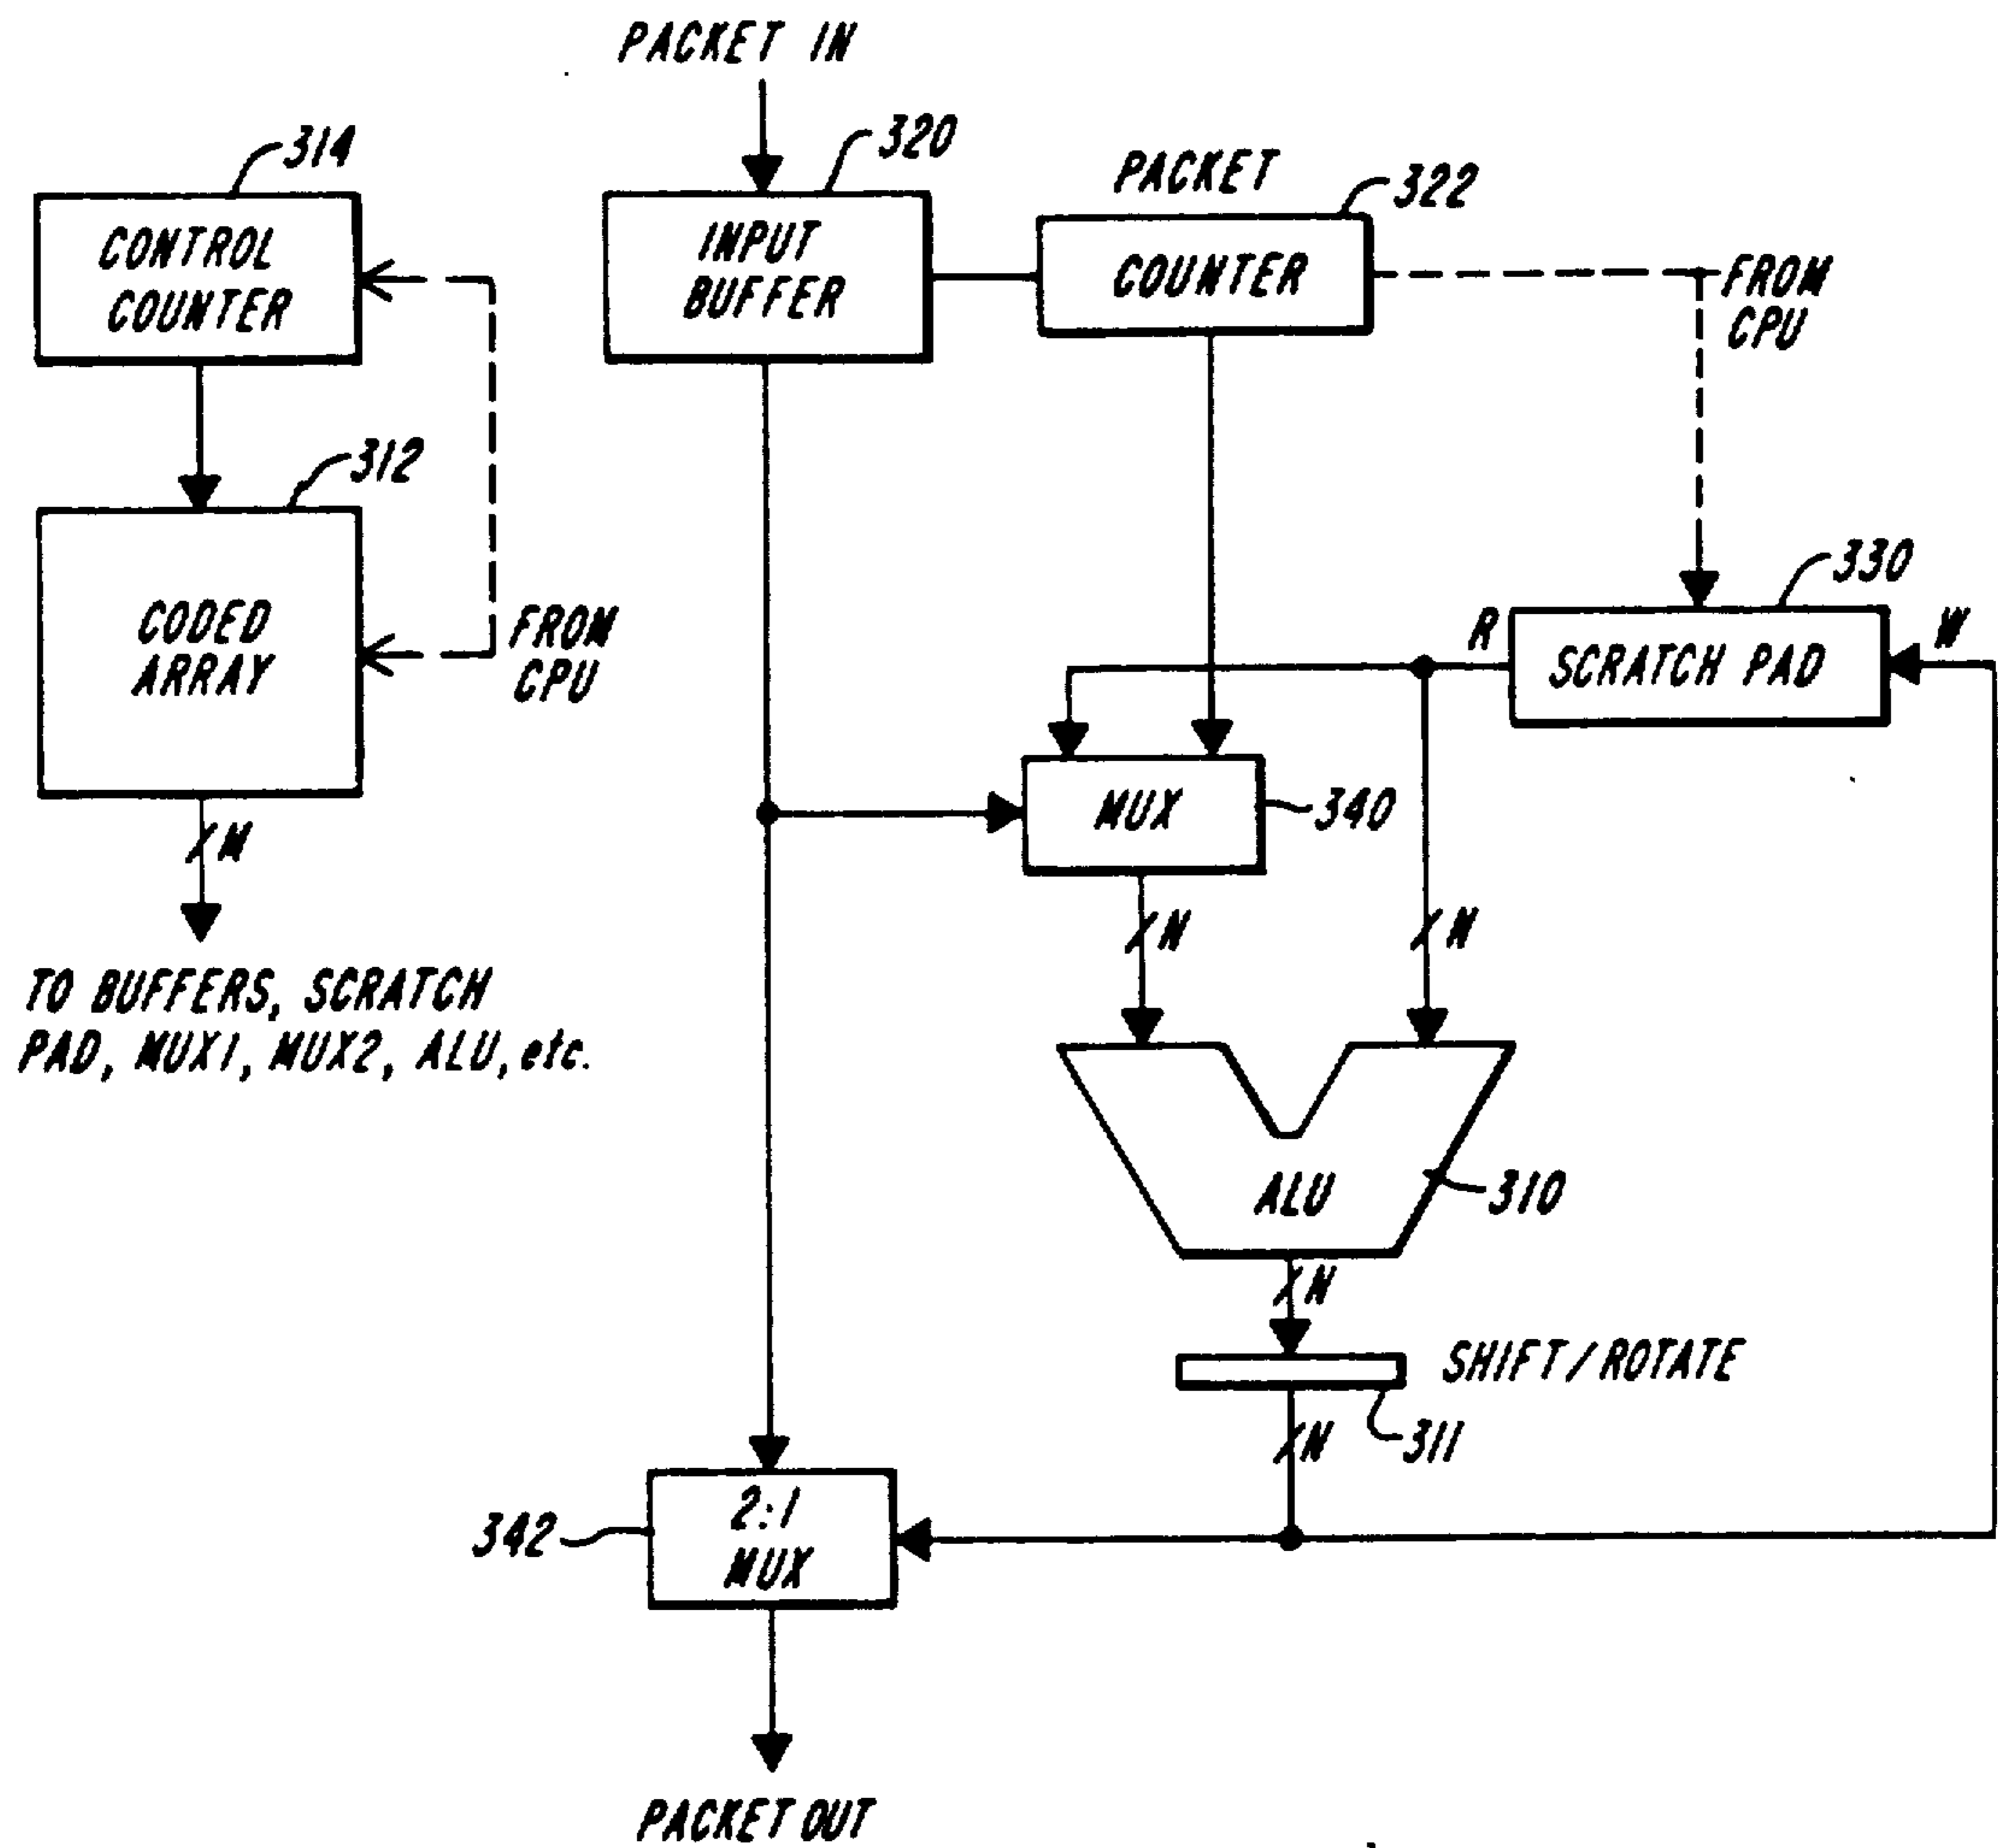 PACKET IN
314
CONTROL
COUNTER
320
INPUT
BUFFER
PACKET
322
COUNTER
FROM
CPU
312
CODED
ARRAY
FROM
CPU
330
R
SCRATCH PAD
W
MUX
340
M
N
N
TO BUFFERS, SCRATCH
PAD, MUX1, MUX2, ALU, etc.
ALU
310
N
SHIFT/ROTATE
311
N
342
2:1
MUX
PACKET OUT